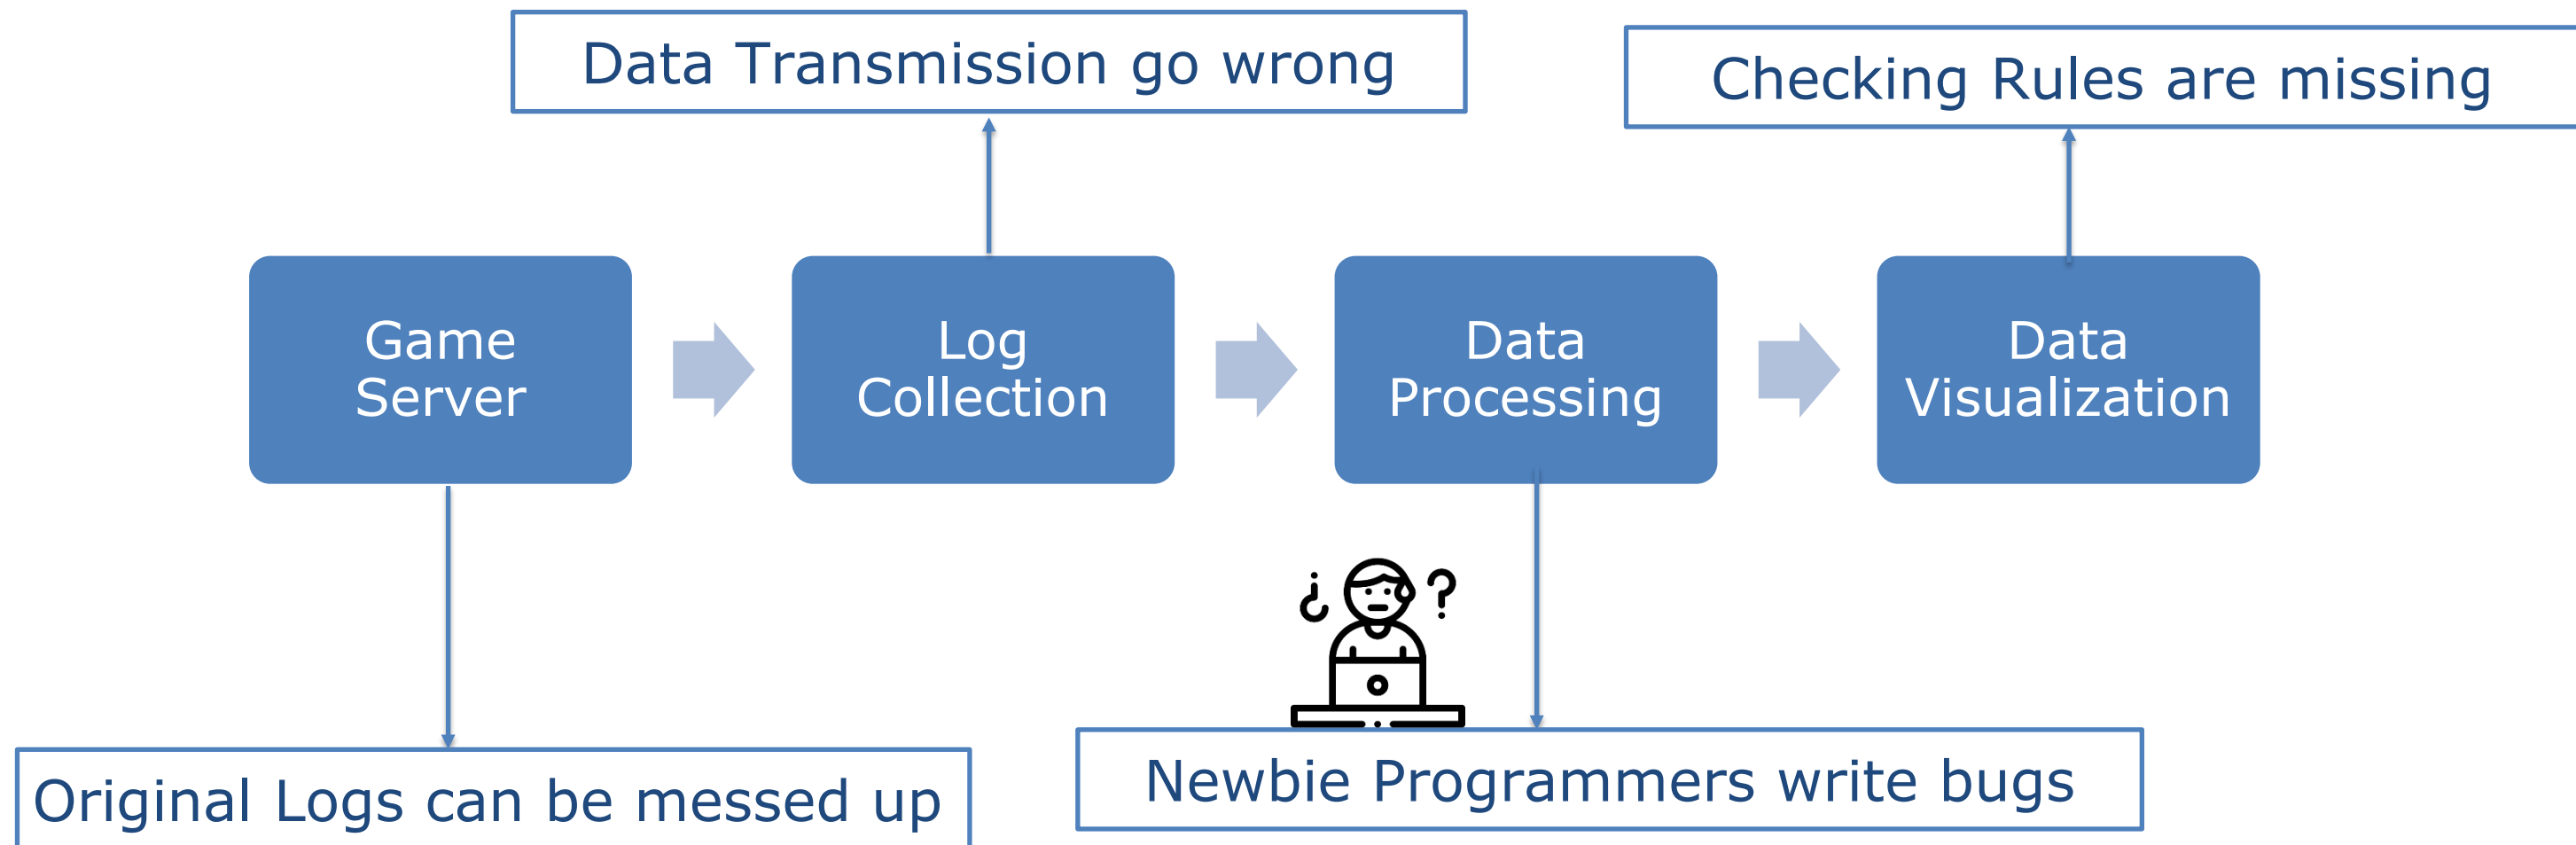 Data Transmission go wrong
Checking Rules are missing
Game
Server
Log
Collection
Data
Processing
Data
Visualization
¿ ?
Newbie Programmers write bugs
Original Logs can be messed up